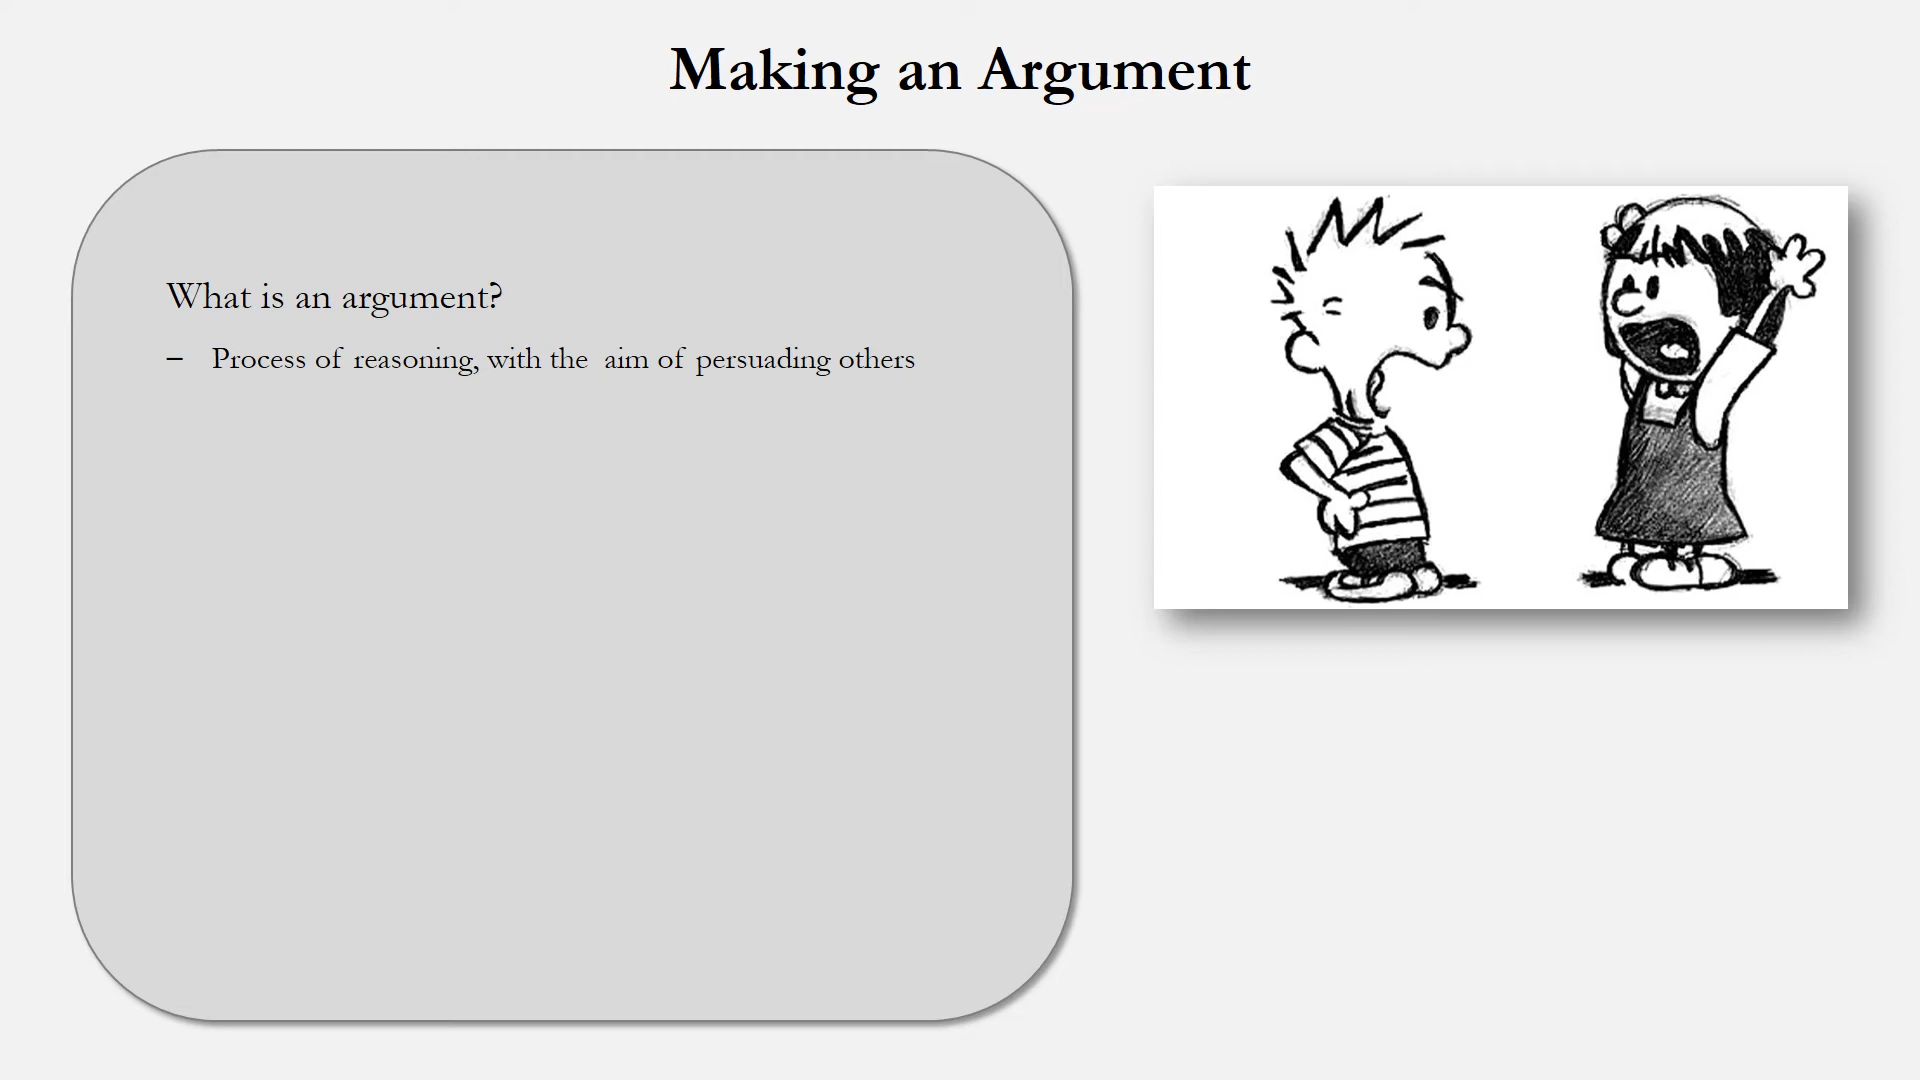 Making an Argument
What is an argument?
– Process of reasoning, with the  aim of persuading others